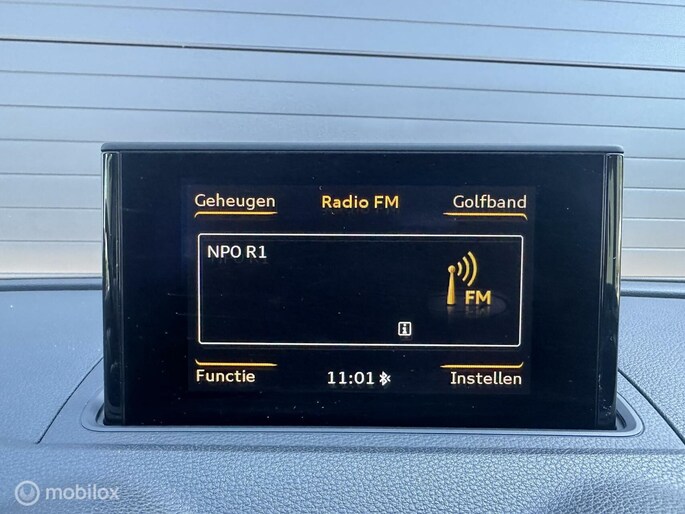 Geheugen Radio FM Golfband
NPO R1
FM
Functie 11:01 Instellen
mobilox